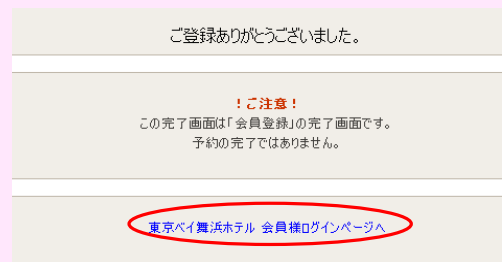 ご登録ありがとうございました。
！ご注意！
この完了画面は「会員登録」の完了画面です。
予約の完了ではありません。
東京ベイ舞浜ホテル 会員様ログインページへ